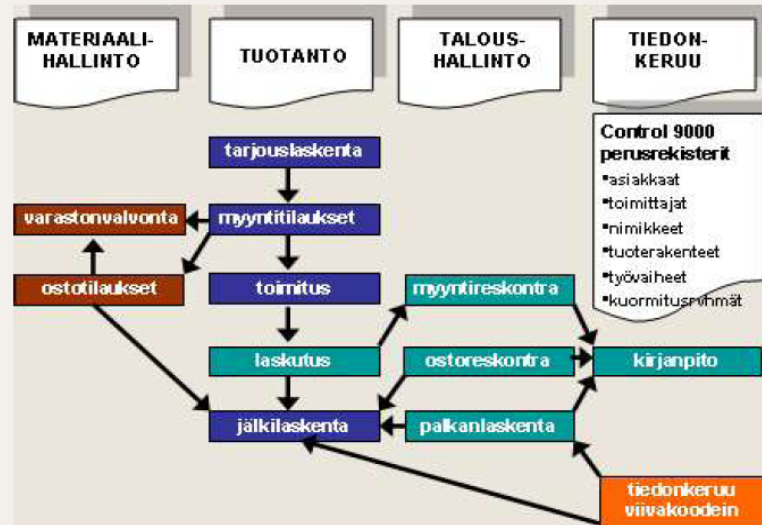 MATERIAALI-
HALLINTO
TUOTANTO
TALOUS-
HALLINTO
TIEDON-
KERUU
Control 9000
perusrekisterit
▪asiakkaat
▪toimittajat
▪nimikkeet
▪tuoterakenteet
▪työvaiheet
▪kuormitusryhmät
tarjouslaskenta
varastonvalvonta
myyntitilaukset
ostotilaukset
toimitus
myyntireskontra
laskutus
ostoreskontra
kirjanpito
jälkilaskenta
palkanlaskenta
tiedonkeruu
viivakoodein